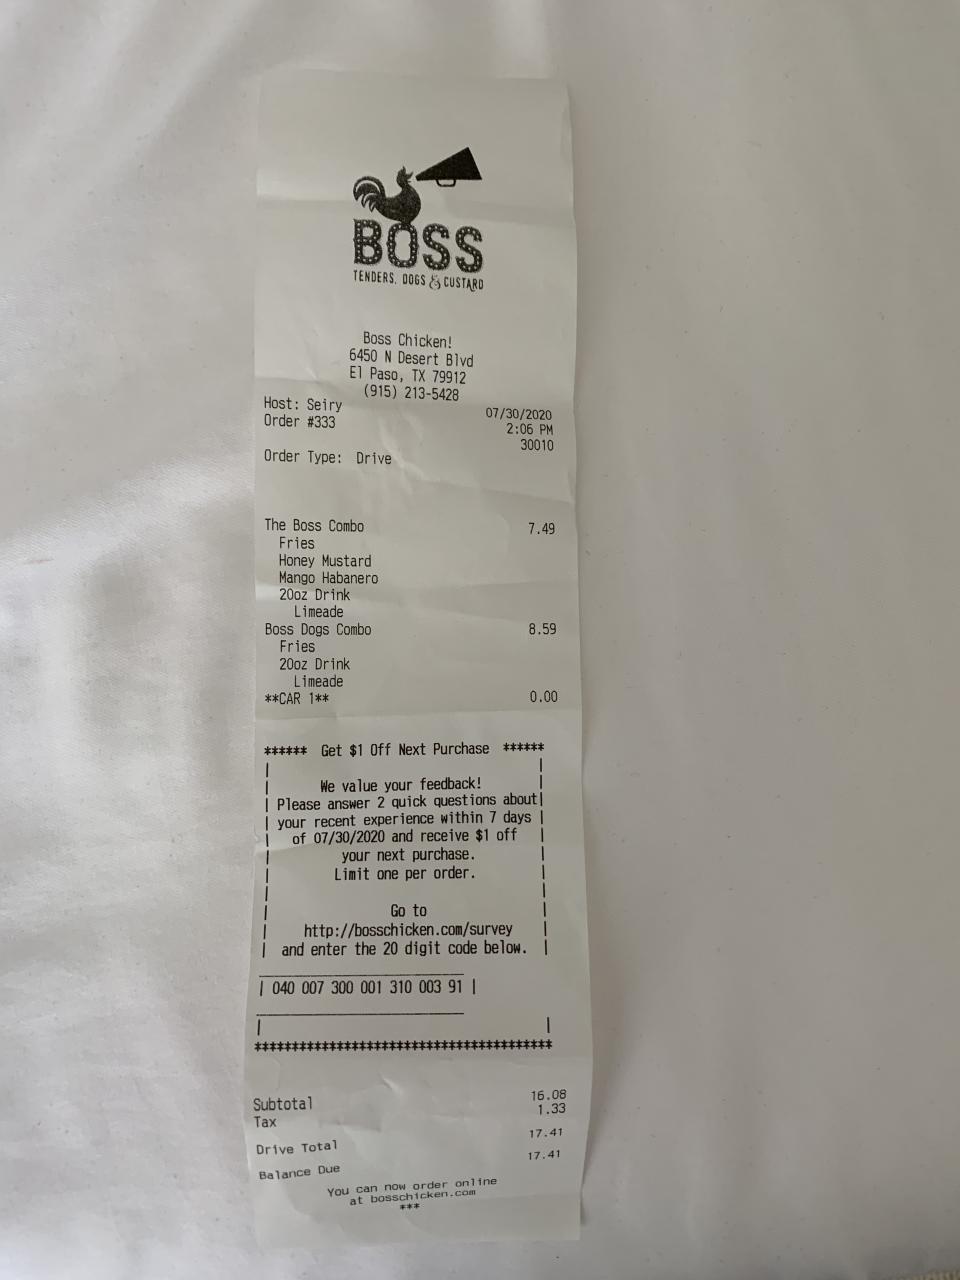 BOSS
TENDERS, DOGS & CUSTARD
Boss Chicken!
6450 N Desert Blvd
El Paso, TX 79912
(915) 213-5428
Host: Seiry 07/30/2020
Order #333 2:06 PM
30010
Order Type: Drive
The Boss Combo 7.49
Fries
Honey Mustard
Mango Habanero
20oz Drink
Limeade
Boss Dogs Combo 8.59
Fries
20oz Drink
Limeade
**CAR 1** 0.00
****** Get $1 Off Next Purchase ******
We value your feedback!
Please answer 2 quick questions about
your recent experience within 7 days
of 07/30/2020 and receive $1 off
your next purchase.
Limit one per order.
Go to
http://bosschicken.com/survey
and enter the 20 digit code below.
| 040 007 300 001 310 003 91 |
****************************************
Subtotal 16.08
Tax 1.33
Drive Total 17.41
Balance Due 17.41
You can now order online
at bosschicken.com
***